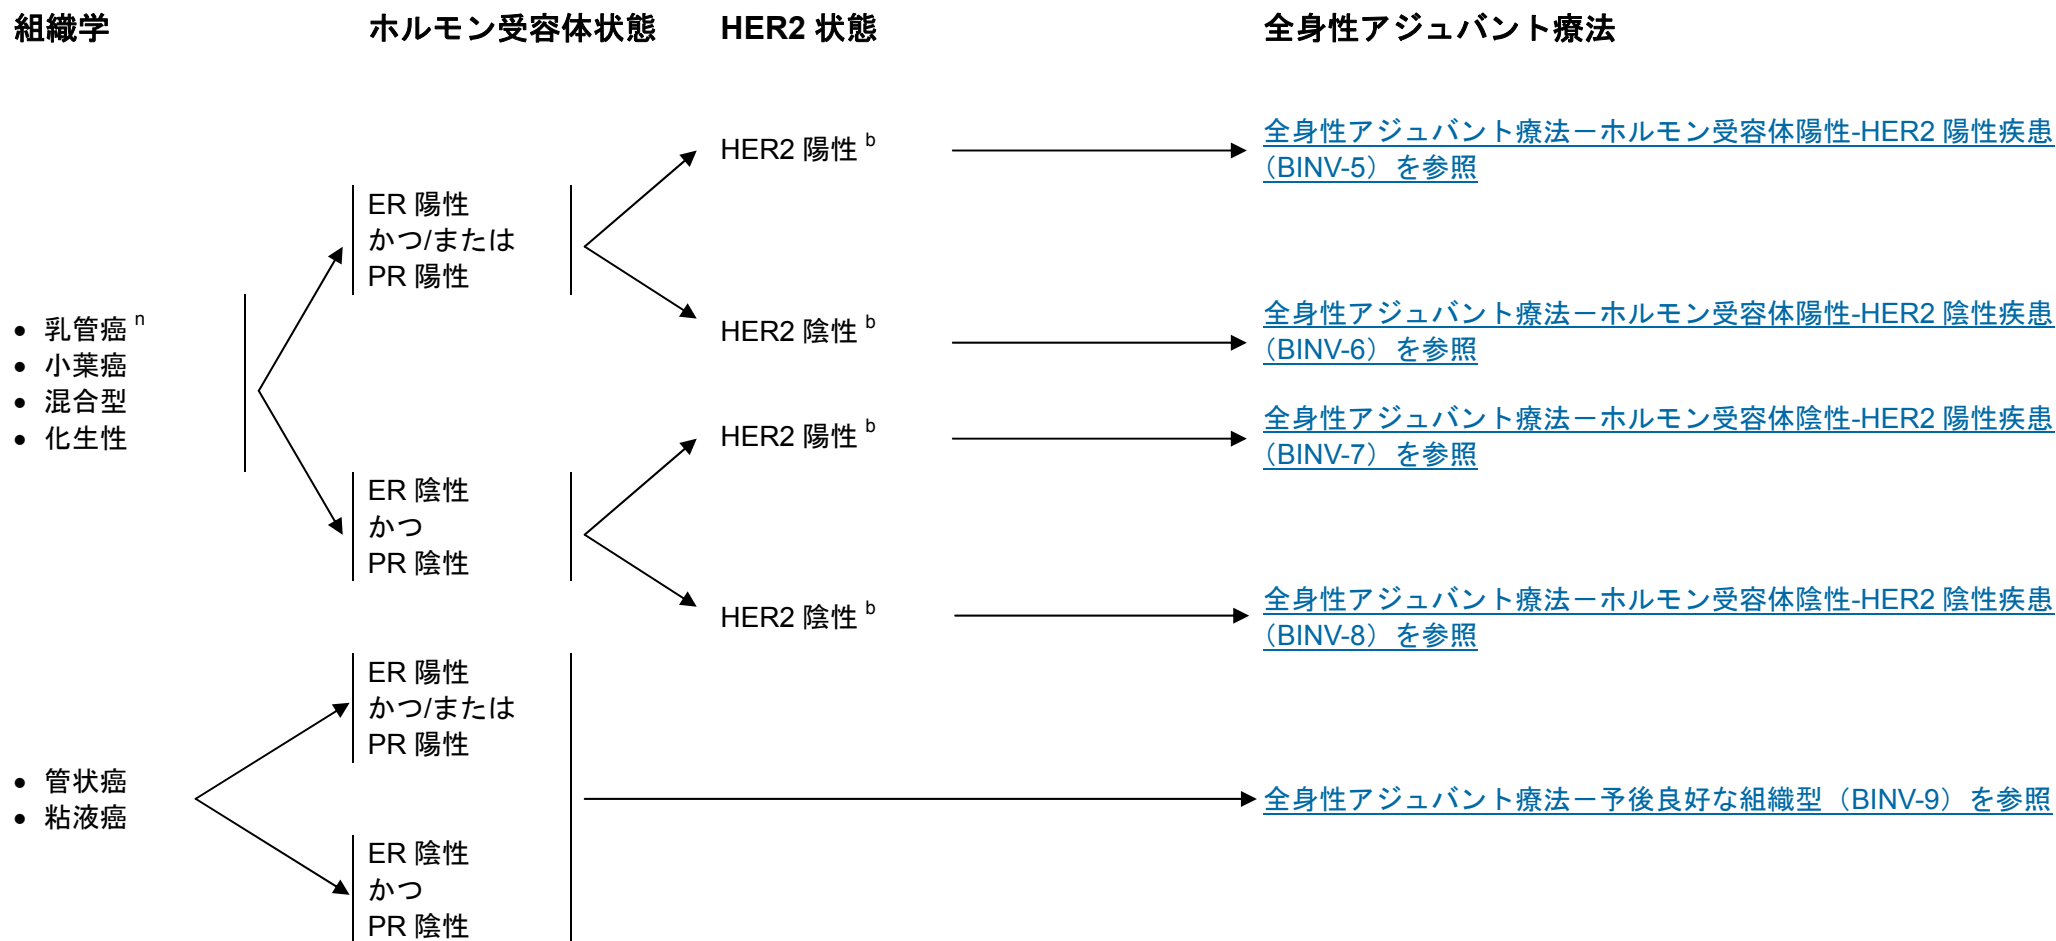 組織学 ホルモン受容体状態 HER2 状態 全身性アジュバント療法
• 乳管癌 n
• 小葉癌
• 混合型
• 化生性
ER 陽性
かつ/または
PR 陽性
HER2 陽性 b
全身性アジュバント療法－ホルモン受容体陽性-HER2 陽性疾患
（BINV-5）を参照
HER2 陰性 b
全身性アジュバント療法－ホルモン受容体陽性-HER2 陰性疾患
（BINV-6）を参照
ER 陰性
かつ
PR 陰性
HER2 陽性 b
全身性アジュバント療法－ホルモン受容体陰性-HER2 陽性疾患
（BINV-7）を参照
HER2 陰性 b
全身性アジュバント療法－ホルモン受容体陰性-HER2 陰性疾患
（BINV-8）を参照
• 管状癌
• 粘液癌
ER 陽性
かつ/または
PR 陽性
ER 陰性
かつ
PR 陰性
全身性アジュバント療法－予後良好な組織型（BINV-9）を参照